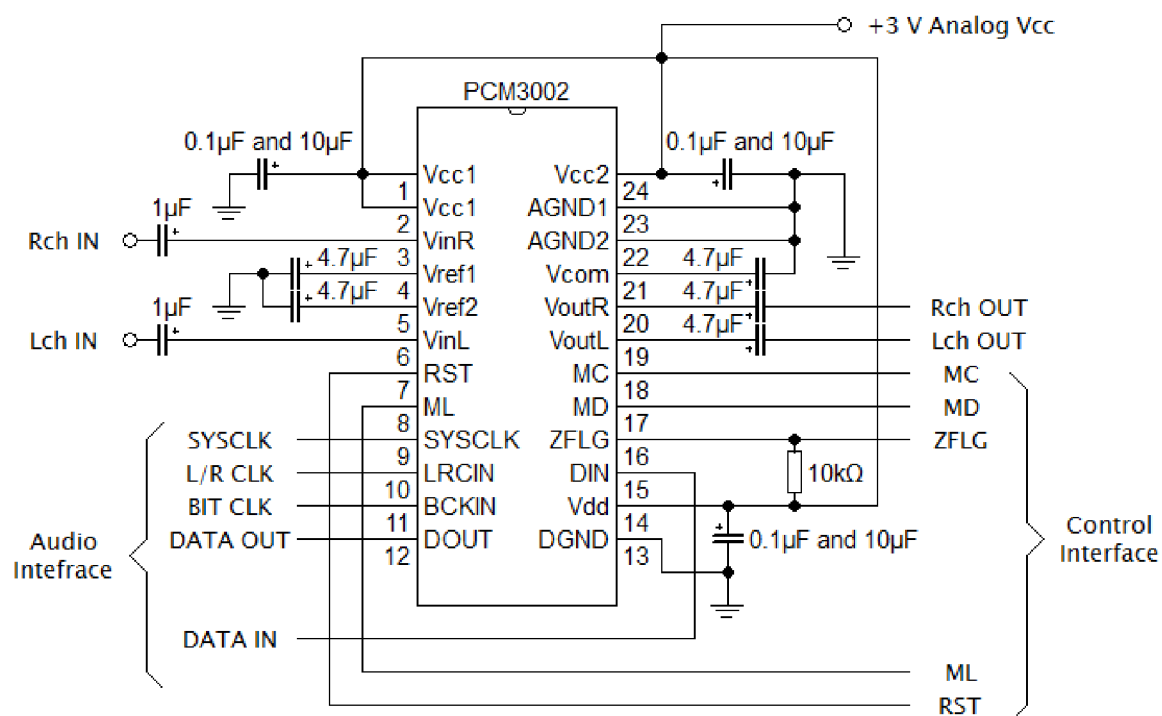 +3 V Analog Vcc
PCM3002
0.1µF and 10µF
0.1µF and 10µF
Vcc1
Vcc2
1
24
Vcc1
AGND1
1µF
2
23
Rch IN
VinR
AGND2
4.7µF
3
22
4.7µF
Vref1
Vcom
4.7µF
4
21
4.7µF
1µF
Vref2
VoutR
Rch OUT
5
20
4.7µF
Lch IN
VinL
VoutL
Lch OUT
6
19
RST
MC
MC
7
18
ML
MD
MD
8
17
SYSCLK
SYSCLK
ZFLG
ZFLG
9
16
L/R CLK
LRCIN
DIN
10kΩ
10
15
BIT CLK
BCKIN
Vdd
11
14
DATA OUT
DOUT
DGND
0.1µF and 10µF
12
13
Audio
Intefrace
Control
Interface
DATA IN
ML
RST
+
+
+
+
+
+
+
+
+
+